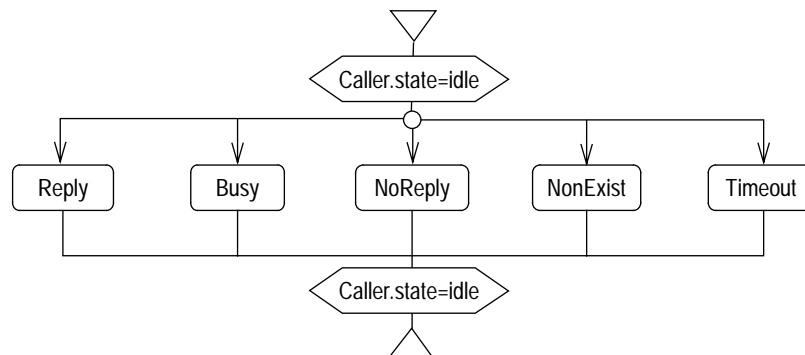 Caller.state=idle
Reply
Busy
NoReply
NonExist
Timeout
Caller.state=idle